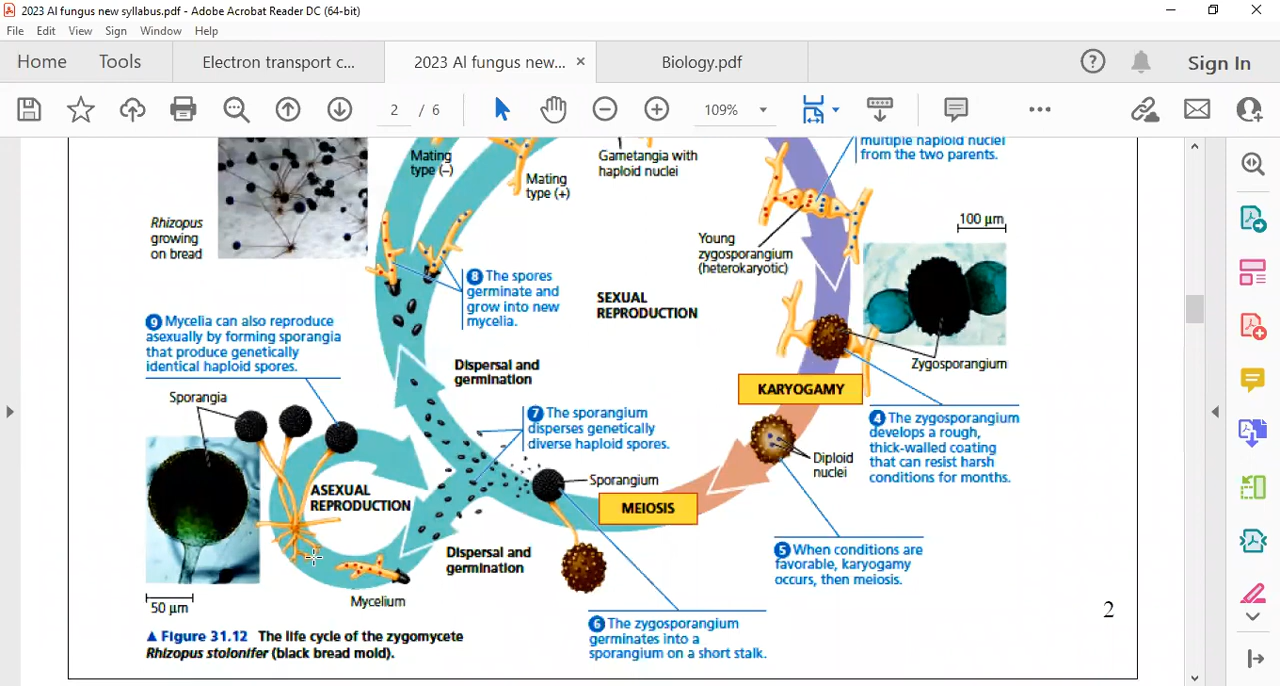 2023 Al fungus new syllabus.pdf - Adobe Acrobat Reader DC (64-bit)
File Edit View Sign Window Help
Home Tools Electron transport c... 2023 Al fungus new... × Biology.pdf Sign In
2 / 6 109%
Mating
type (–)
Mating
type (+)
Gametangia with
haploid nuclei
multiple haploid nuclei
from the two parents.
Rhizopus
growing
on bread
Young
zygosporangium
(heterokaryotic)
100 μm
8 The spores
germinate and
grow into new
mycelia.
SEXUAL
REPRODUCTION
9 Mycelia can also reproduce
asexually by forming sporangia
that produce genetically
identical haploid spores.
Zygosporangium
Dispersal and
germination
KARYOGAMY
Sporangia
7 The sporangium
disperses genetically
diverse haploid spores.
4 The zygosporangium
develops a rough,
thick-walled coating
that can resist harsh
conditions for months.
Diploid
nuclei
Sporangium
ASEXUAL
REPRODUCTION
MEIOSIS
Dispersal and
germination
5 When conditions are
favorable, karyogamy
occurs, then meiosis.
Mycelium
50 μm
2
6 The zygosporangium
germinates into a
sporangium on a short stalk.
▲ Figure 31.12 The life cycle of the zygomycete
Rhizopus stolonifer (black bread mold).